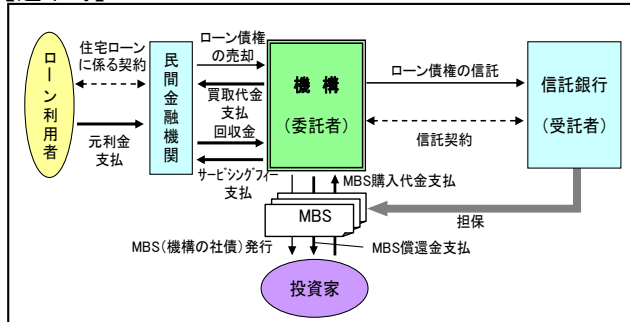 住宅ローン
に係る契約
ローン債権
の売却
ローン利用者
民間金融機関
機構
(委託者)
ローン債権の信託
信託銀行
(受託者)
買取代金
支払
回収金
信託契約
元利金
支払
サービシングフィー
支払
MBS購入代金支払
MBS
担保
MBS(機構の社債)発行
MBS償還金支払
投資家